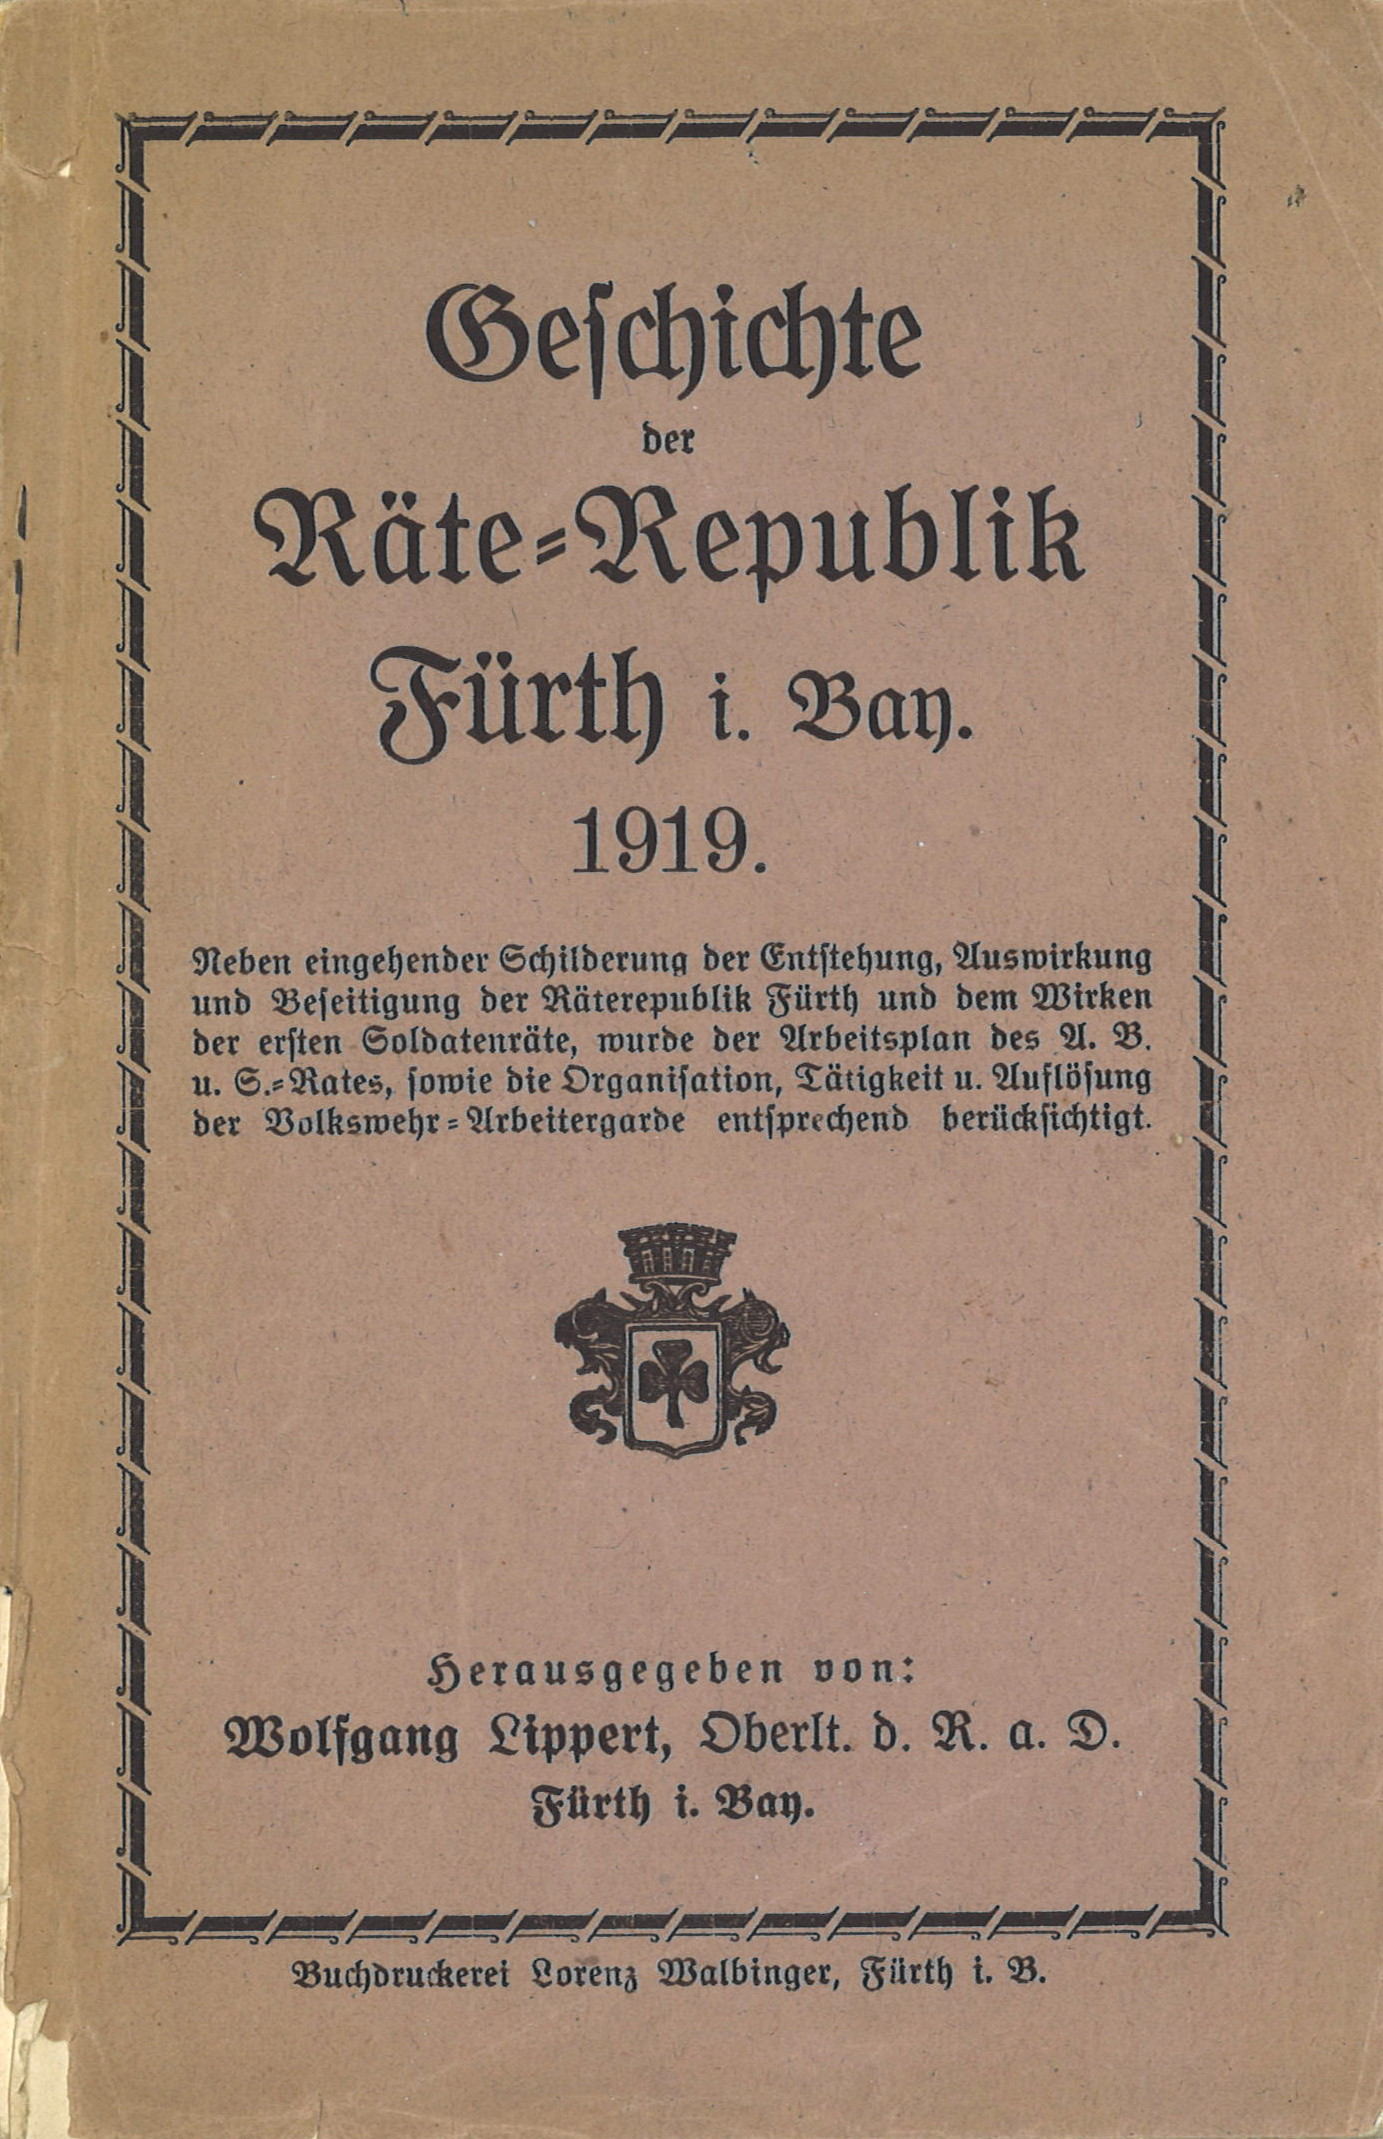 Geschichte
der
Räte-Republik
Fürth i. Bay.
1919.
Neben eingehender Schilderung der Entstehung, Auswirkung
und Beseitigung der Räterepublik Fürth und dem Wirken
der ersten Soldatenräte, wurde der Arbeitsplan des A. B.
u. S.-Rates, sowie die Organisation, Tätigkeit u. Auflösung
der Volkswehr-Arbeitergarde entsprechend berücksichtigt.
Herausgegeben von:
Wolfgang Lippert, Oberlt. d. R. a. D.
Fürth i. Bay.
Buchdruckerei Lorenz Walbinger, Fürth i. B.